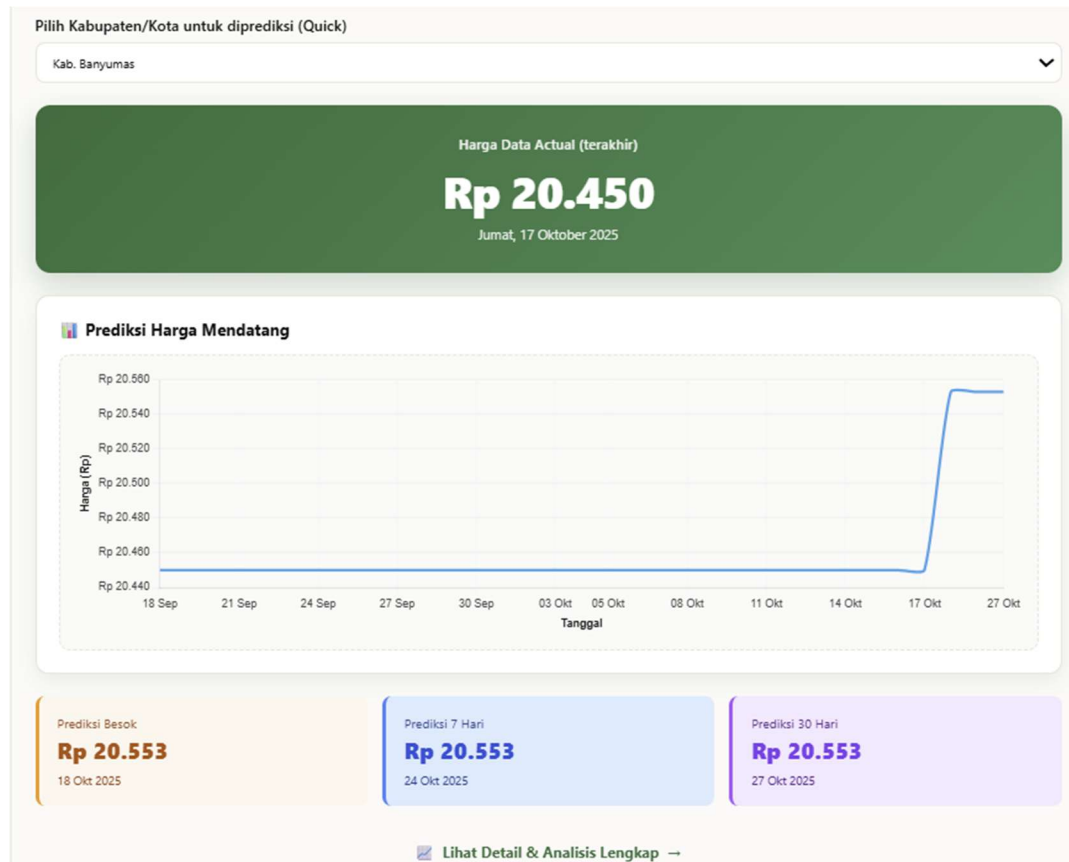 Pilih Kabupaten/Kota untuk diprediksi (Quick)
Kab. Banyumas
Harga Data Actual (terakhir)
Rp 20.450
Jumat, 17 Oktober 2025
Prediksi Harga Mendatang
Rp 20.560
Rp 20.540
Rp 20.520
Rp 20.500
Rp 20.480
Rp 20.460
Rp 20.440
Harga (Rp)
18 Sep 21 Sep 24 Sep 27 Sep 30 Sep 03 Okt 05 Okt 08 Okt 11 Okt 14 Okt 17 Okt 27 Okt
Tanggal
Prediksi Besok
Rp 20.553
18 Okt 2025
Prediksi 7 Hari
Rp 20.553
24 Okt 2025
Prediksi 30 Hari
Rp 20.553
27 Okt 2025
Lihat Detail & Analisis Lengkap →